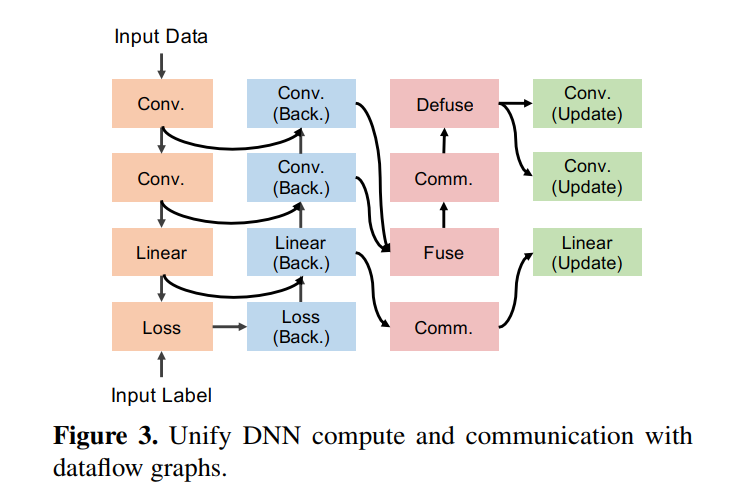 Input Data
Conv.
Conv.
(Back.)
Defuse
Conv.
(Update)
Conv.
Conv.
(Back.)
Comm.
Conv.
(Update)
Linear
Linear
(Back.)
Fuse
Linear
(Update)
Loss
Loss
(Back.)
Comm.
Input Label
Figure 3. Unify DNN compute and communication with
dataflow graphs.